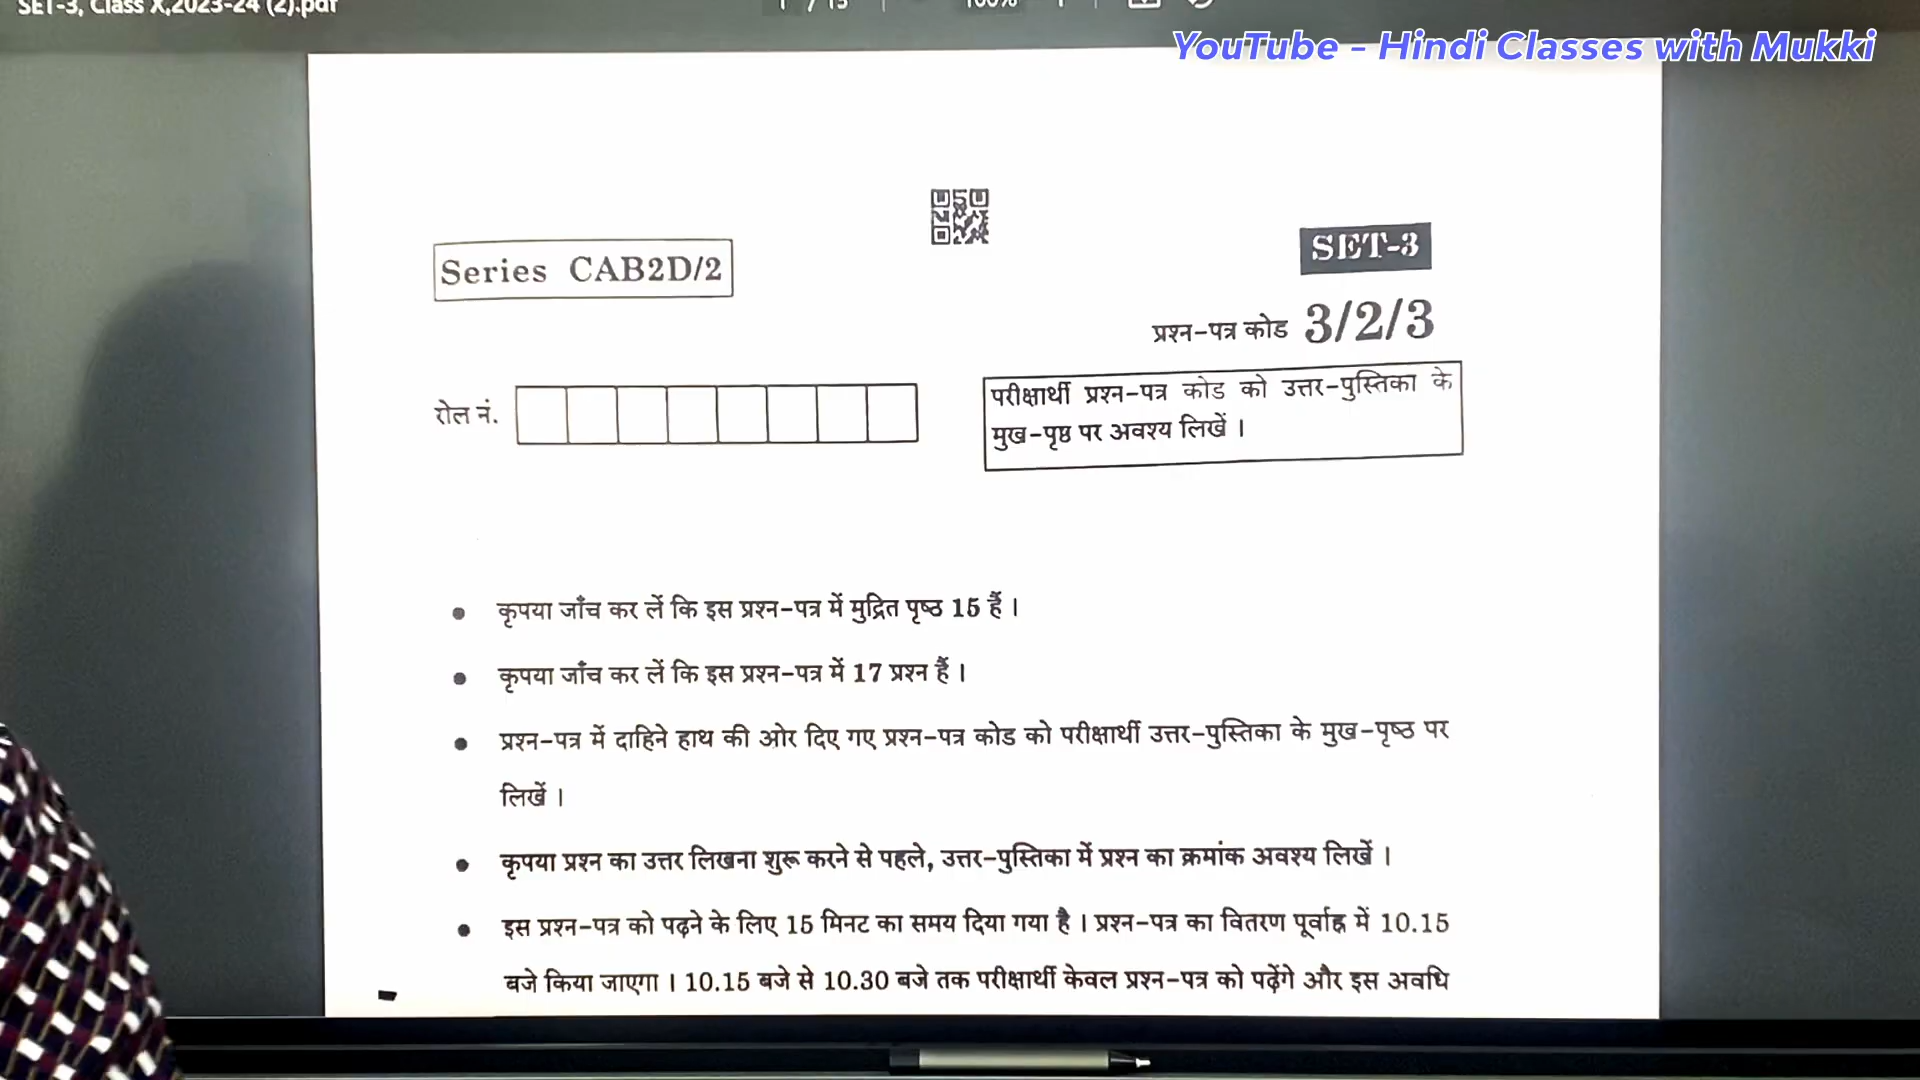 SET-3, Class X,2023-24 (2).pdf
1 / 15
100%
YouTube - Hindi Classes with Mukki
Series CAB2D/2
SET-3
प्रश्न-पत्र कोड 3/2/3
रोल नं.
परीक्षार्थी प्रश्न-पत्र कोड को उत्तर-पुस्तिका के
मुख-पृष्ठ पर अवश्य लिखें ।
• कृपया जाँच कर लें कि इस प्रश्न-पत्र में मुद्रित पृष्ठ 15 हैं ।
• कृपया जाँच कर लें कि इस प्रश्न-पत्र में 17 प्रश्न हैं ।
• प्रश्न-पत्र में दाहिने हाथ की ओर दिए गए प्रश्न-पत्र कोड को परीक्षार्थी उत्तर-पुस्तिका के मुख-पृष्ठ पर
लिखें ।
• कृपया प्रश्न का उत्तर लिखना शुरू करने से पहले, उत्तर-पुस्तिका में प्रश्न का क्रमांक अवश्य लिखें ।
• इस प्रश्न-पत्र को पढ़ने के लिए 15 मिनट का समय दिया गया है । प्रश्न-पत्र का वितरण पूर्वाह्न में 10.15
बजे किया जाएगा । 10.15 बजे से 10.30 बजे तक परीक्षार्थी केवल प्रश्न-पत्र को पढ़ेंगे और इस अवधि